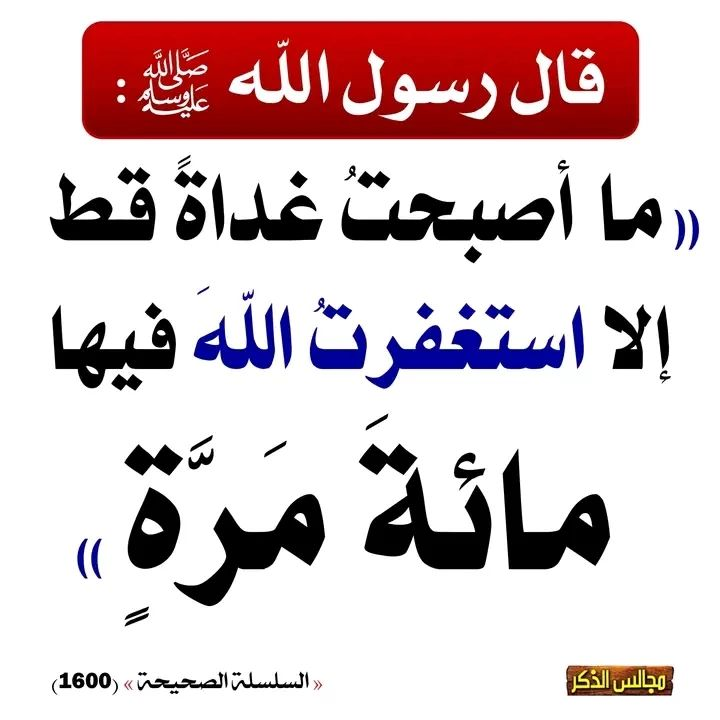 قال رسول الله ﷺ :
(( ما أصبحتُ غداةً قط
إلا استغفرتُ اللهَ فيها
مائةَ مَرَّةٍ ))
« السلسلة الصحيحة » (1600)
مجالس الذكر